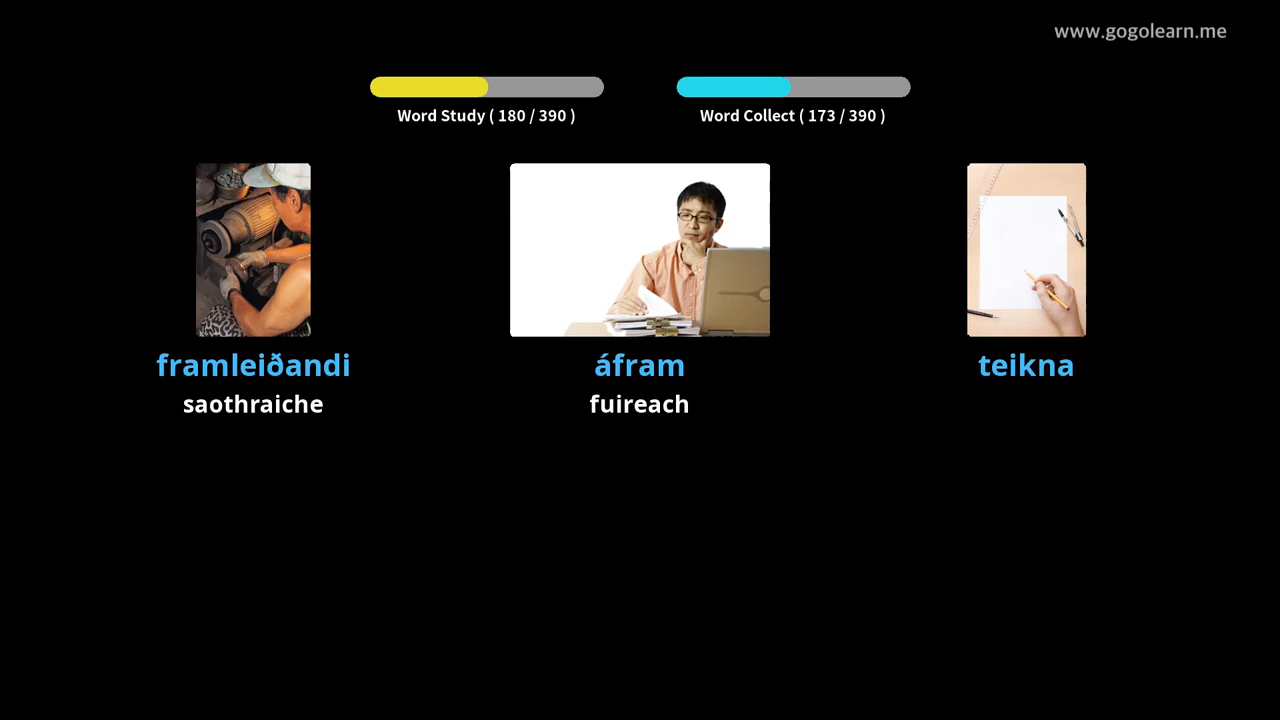 www.gogolearn.me
Word Study ( 180 / 390 )
Word Collect ( 173 / 390 )
framleiðandi
saothraiche
áfram
fuireach
teikna